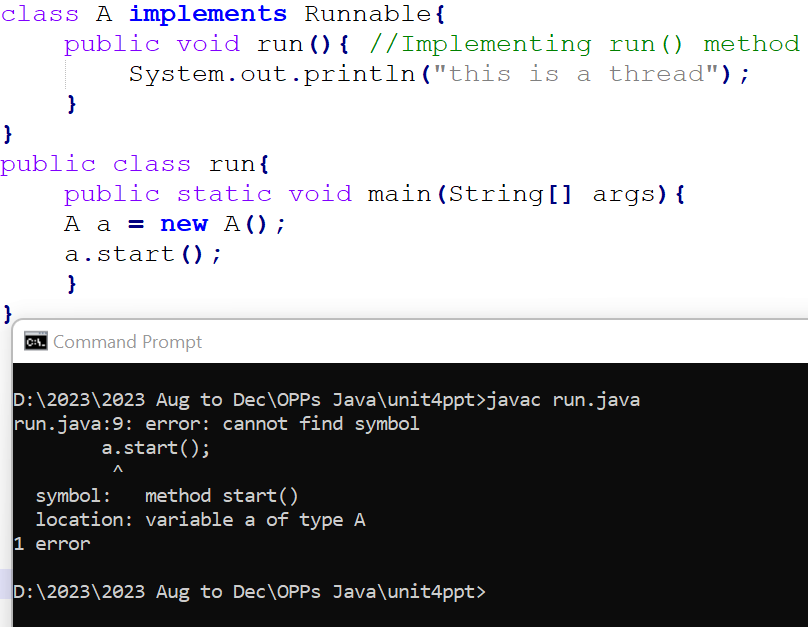 class A implements Runnable{
public void run(){ //Implementing run() method
System.out.println("this is a thread");
}
}
public class run{
public static void main(String[] args){
A a = new A();
a.start();
}
}
Command Prompt
D:\2023\2023 Aug to Dec\OPPs Java\unit4ppt>javac run.java
run.java:9: error: cannot find symbol
a.start();
^
symbol:   method start()
location: variable a of type A
1 error
D:\2023\2023 Aug to Dec\OPPs Java\unit4ppt>